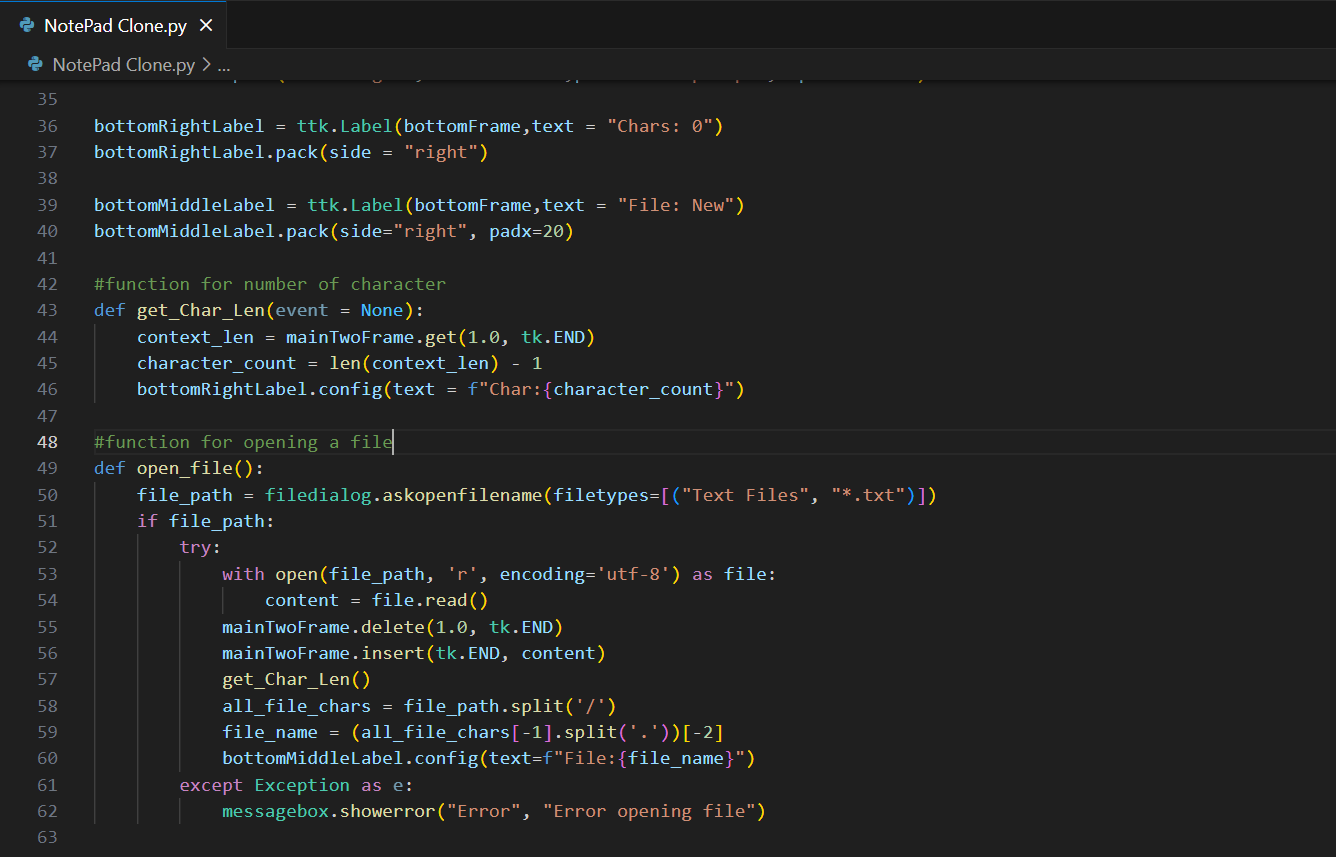 NotePad Clone.py
NotePad Clone.py > ...
35
36 bottomRightLabel = ttk.Label(bottomFrame,text = "Chars: 0")
37 bottomRightLabel.pack(side = "right")
38
39 bottomMiddleLabel = ttk.Label(bottomFrame,text = "File: New")
40 bottomMiddleLabel.pack(side="right", padx=20)
41
42 #function for number of character
43 def get_Char_Len(event = None):
44     context_len = mainTwoFrame.get(1.0, tk.END)
45     character_count = len(context_len) - 1
46     bottomRightLabel.config(text = f"Char:{character_count}")
47
48 #function for opening a file
49 def open_file():
50     file_path = filedialog.askopenfilename(filetypes=[("Text Files", "*.txt")])
51     if file_path:
52         try:
53             with open(file_path, 'r', encoding='utf-8') as file:
54                 content = file.read()
55             mainTwoFrame.delete(1.0, tk.END)
56             mainTwoFrame.insert(tk.END, content)
57             get_Char_Len()
58             all_file_chars = file_path.split('/')
59             file_name = (all_file_chars[-1].split('.'))[-2]
60             bottomMiddleLabel.config(text=f"File:{file_name}")
61         except Exception as e:
62             messagebox.showerror("Error", "Error opening file")
63